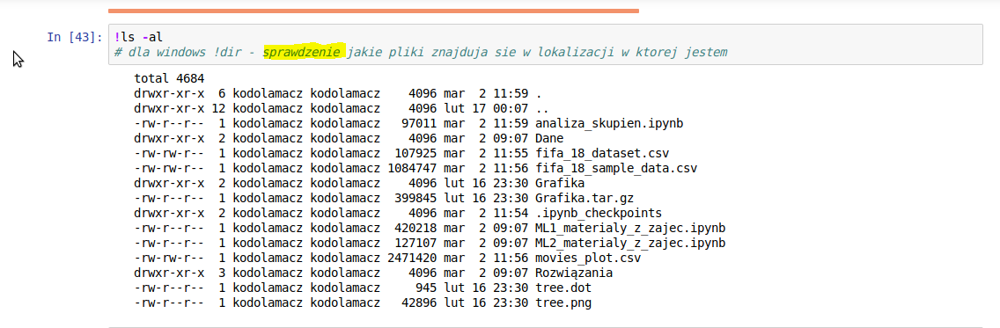 In [43]: !ls -al
# dla windows !dir - sprawdzenie jakie pliki znajduja sie w lokalizacji w ktorej jestem
total 4684
drwxr-xr-x  6 kodolamacz kodolamacz    4096 mar  2 11:59 .
drwxr-xr-x 12 kodolamacz kodolamacz    4096 lut 17 00:07 ..
-rw-r--r--  1 kodolamacz kodolamacz   97011 mar  2 11:59 analiza_skupien.ipynb
drwxr-xr-x  2 kodolamacz kodolamacz    4096 mar  2 09:07 Dane
-rw-rw-r--  1 kodolamacz kodolamacz  107925 mar  2 11:55 fifa_18_dataset.csv
-rw-rw-r--  1 kodolamacz kodolamacz 1084747 mar  2 11:56 fifa_18_sample_data.csv
drwxr-xr-x  2 kodolamacz kodolamacz    4096 lut 16 23:30 Grafika
-rw-r--r--  1 kodolamacz kodolamacz  399845 lut 16 23:30 Grafika.tar.gz
drwxr-xr-x  2 kodolamacz kodolamacz    4096 mar  2 11:54 .ipynb_checkpoints
-rw-r--r--  1 kodolamacz kodolamacz  420218 mar  2 09:07 ML1_materialy_z_zajec.ipynb
-rw-r--r--  1 kodolamacz kodolamacz  127107 mar  2 09:07 ML2_materialy_z_zajec.ipynb
-rw-rw-r--  1 kodolamacz kodolamacz 2471420 mar  2 11:56 movies_plot.csv
drwxr-xr-x  3 kodolamacz kodolamacz    4096 mar  2 09:07 Rozwiązania
-rw-r--r--  1 kodolamacz kodolamacz     945 lut 16 23:30 tree.dot
-rw-r--r--  1 kodolamacz kodolamacz   42896 lut 16 23:30 tree.png